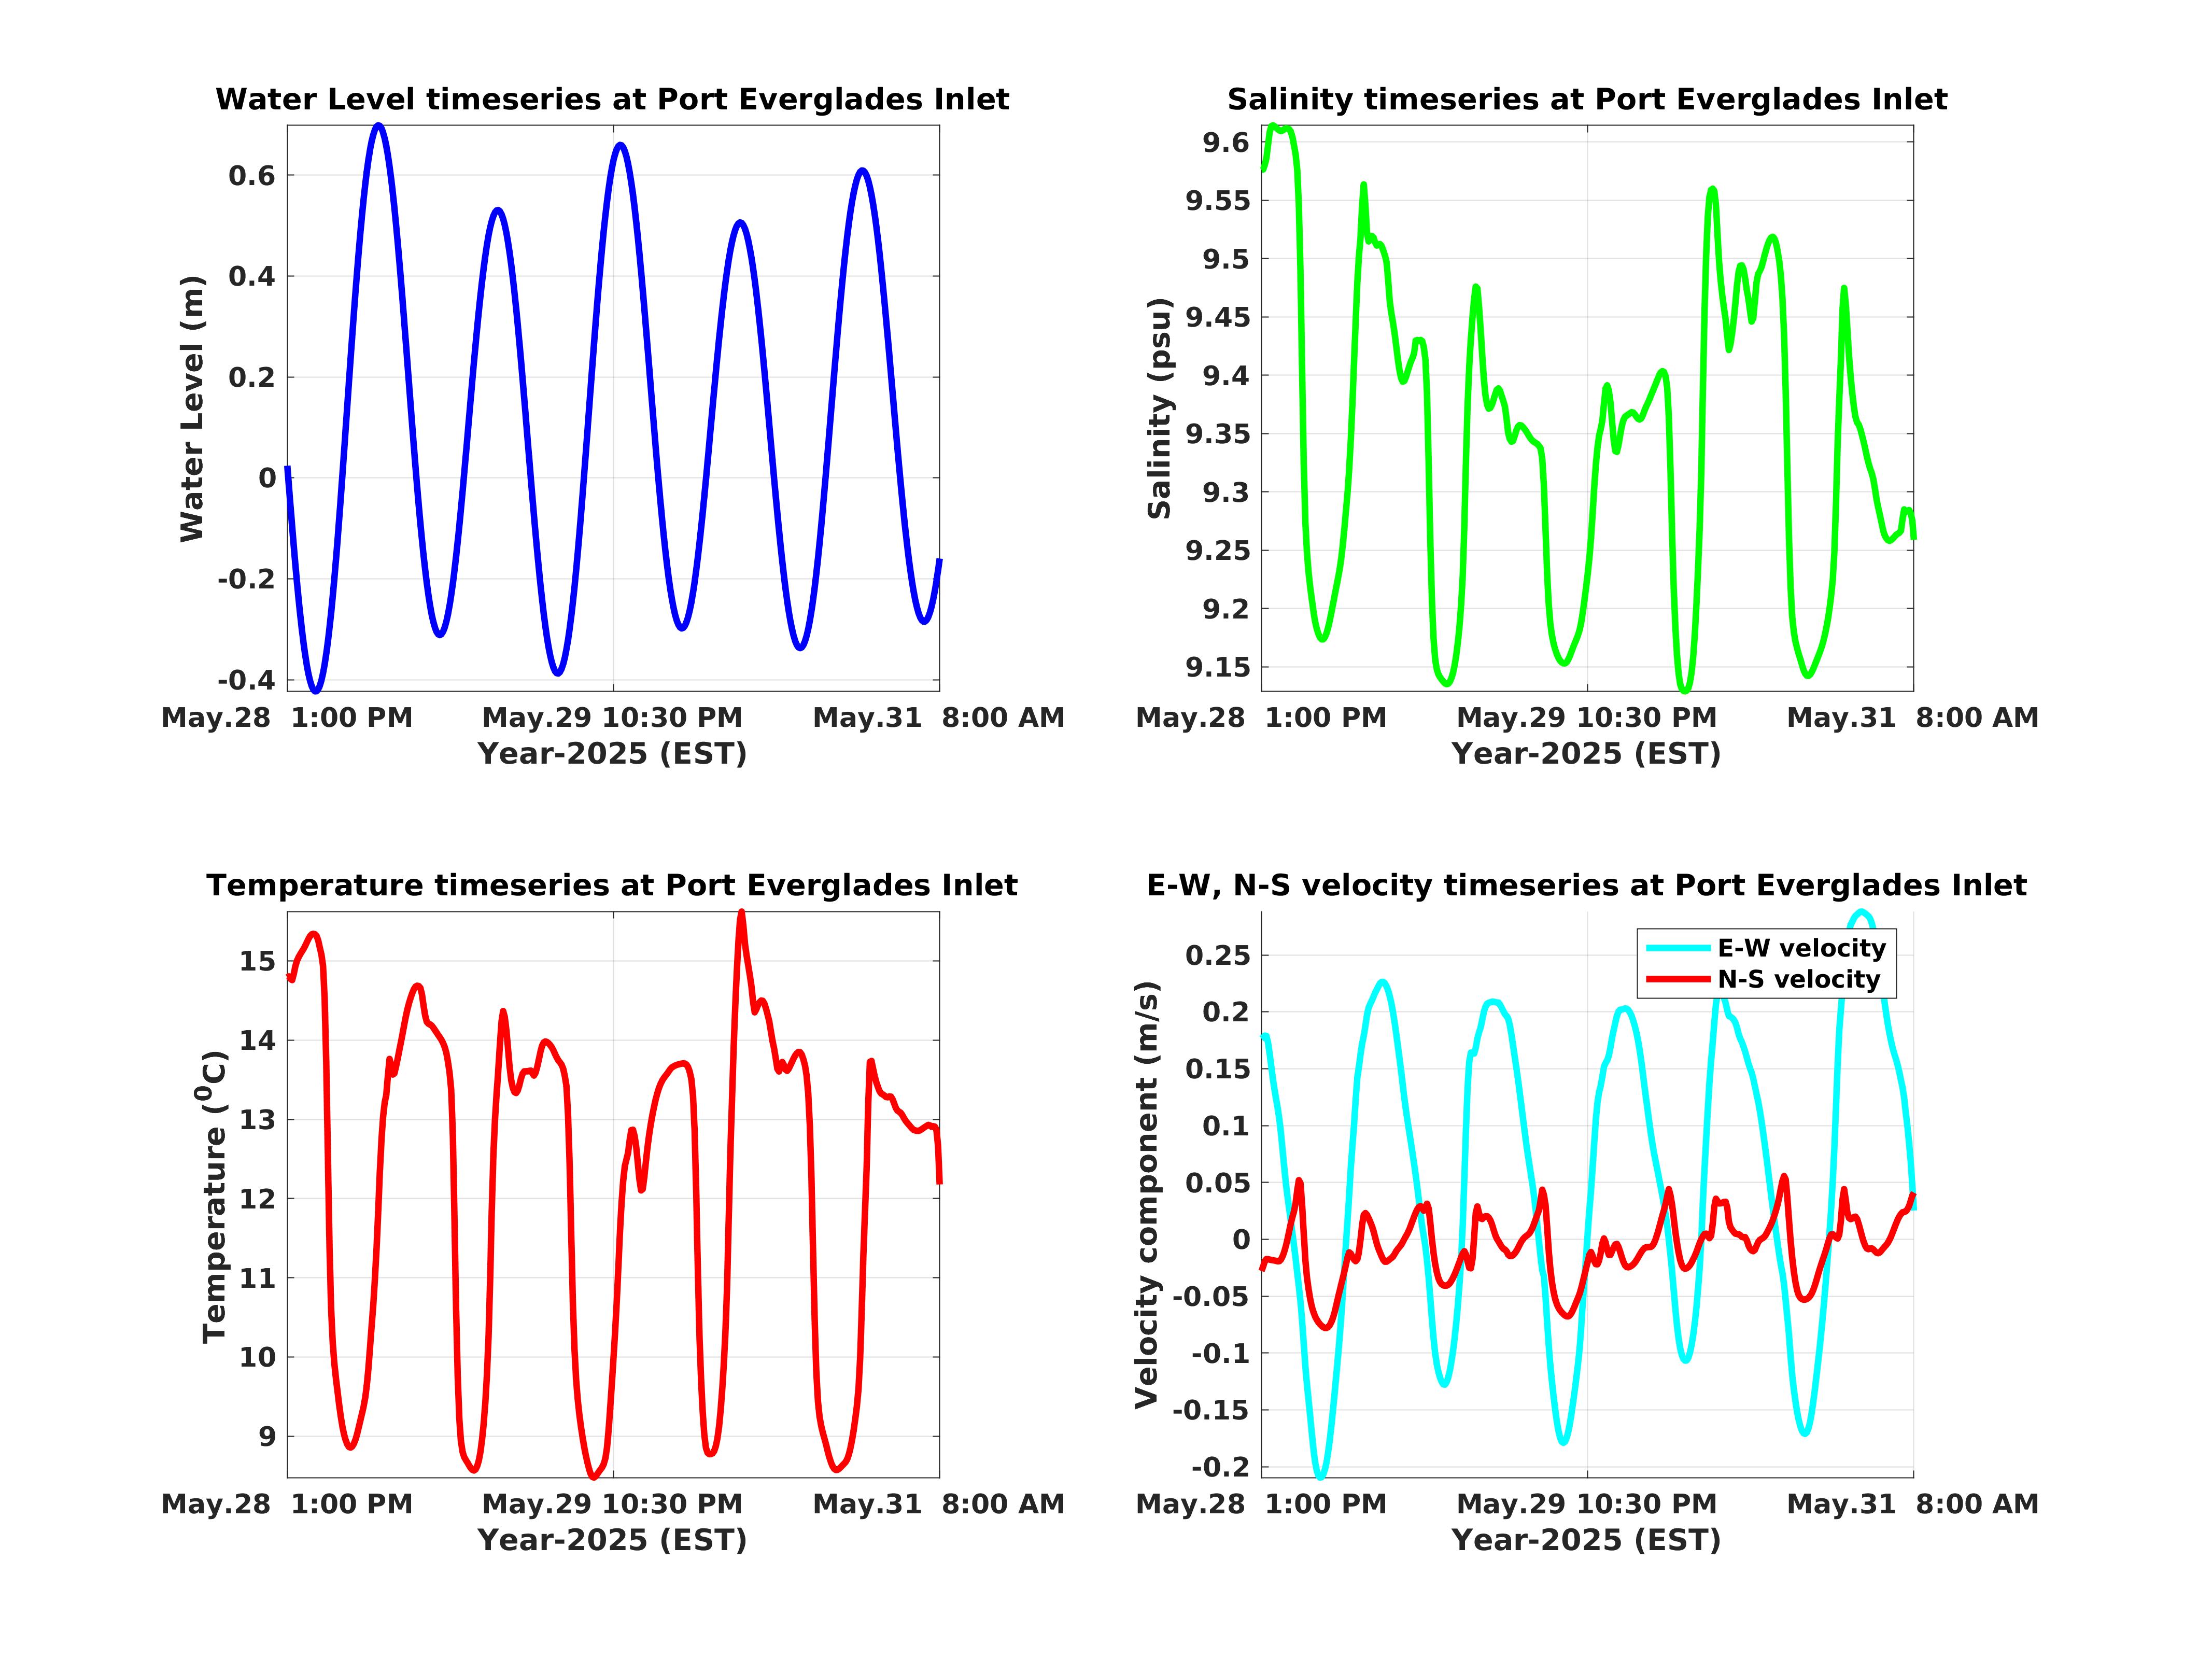 Water Level timeseries at Port Everglades Inlet
Water Level (m)
0.6
0.4
0.2
0
-0.2
-0.4
May.28 1:00 PM
May.29 10:30 PM
May.31 8:00 AM
Year-2025 (EST)
Salinity timeseries at Port Everglades Inlet
Salinity (psu)
9.6
9.55
9.5
9.45
9.4
9.35
9.3
9.25
9.2
9.15
May.28 1:00 PM
May.29 10:30 PM
May.31 8:00 AM
Year-2025 (EST)
Temperature timeseries at Port Everglades Inlet
Temperature (⁰C)
15
14
13
12
11
10
9
May.28 1:00 PM
May.29 10:30 PM
May.31 8:00 AM
Year-2025 (EST)
E-W, N-S velocity timeseries at Port Everglades Inlet
Velocity component (m/s)
0.25
0.2
0.15
0.1
0.05
0
-0.05
-0.1
-0.15
-0.2
E-W velocity
N-S velocity
May.28 1:00 PM
May.29 10:30 PM
May.31 8:00 AM
Year-2025 (EST)